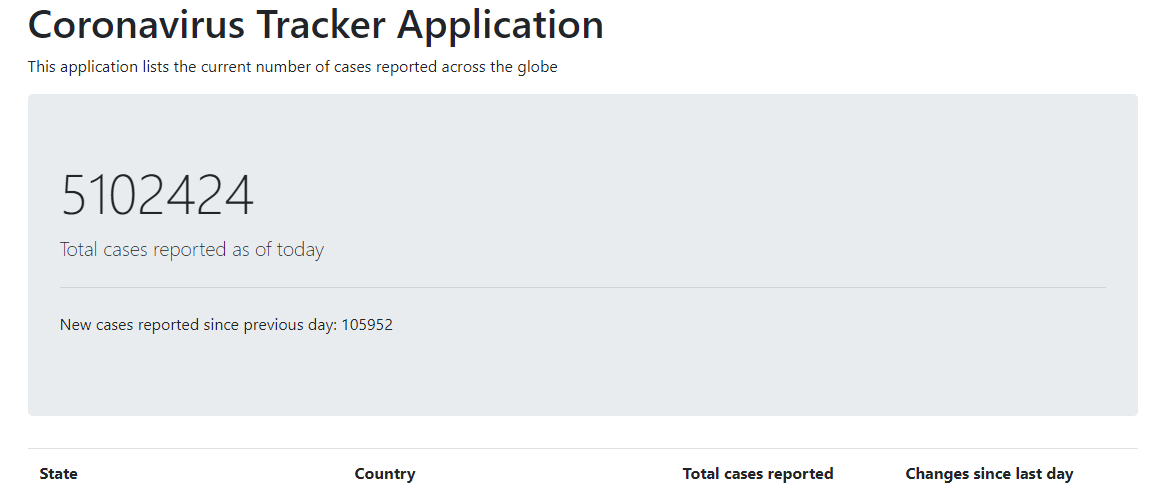 Coronavirus Tracker Application
This application lists the current number of cases reported across the globe
5102424
Total cases reported as of today
New cases reported since previous day: 105952
State Country Total cases reported Changes since last day